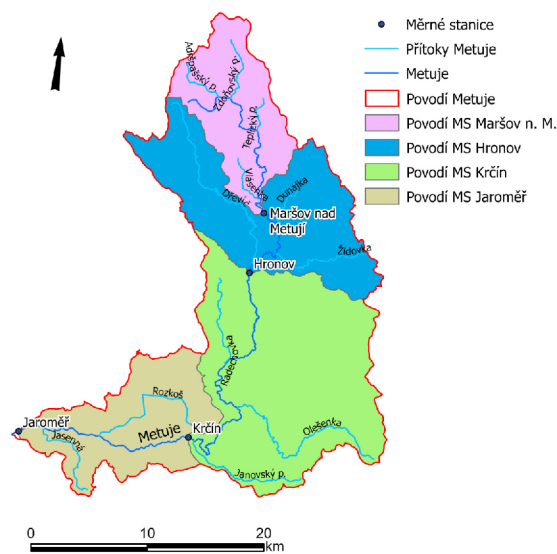 Měrné stanice
Přítoky Metuje
Metuje
Povodí Metuje
Povodí MS Maršov n. M.
Povodí MS Hronov
Povodí MS Krčín
Povodí MS Jaroměř
Adršpašský p.
Zdoňovský p.
Teplický p.
Vlásenka
Dunajka
Dřevíč
Maršov nad
Metují
Židovka
Hronov
Radechovka
Rozkoš
Jaroměř
Jasenná
Metuje
Krčín
Olešenka
Janovský p.
0 10 20
km